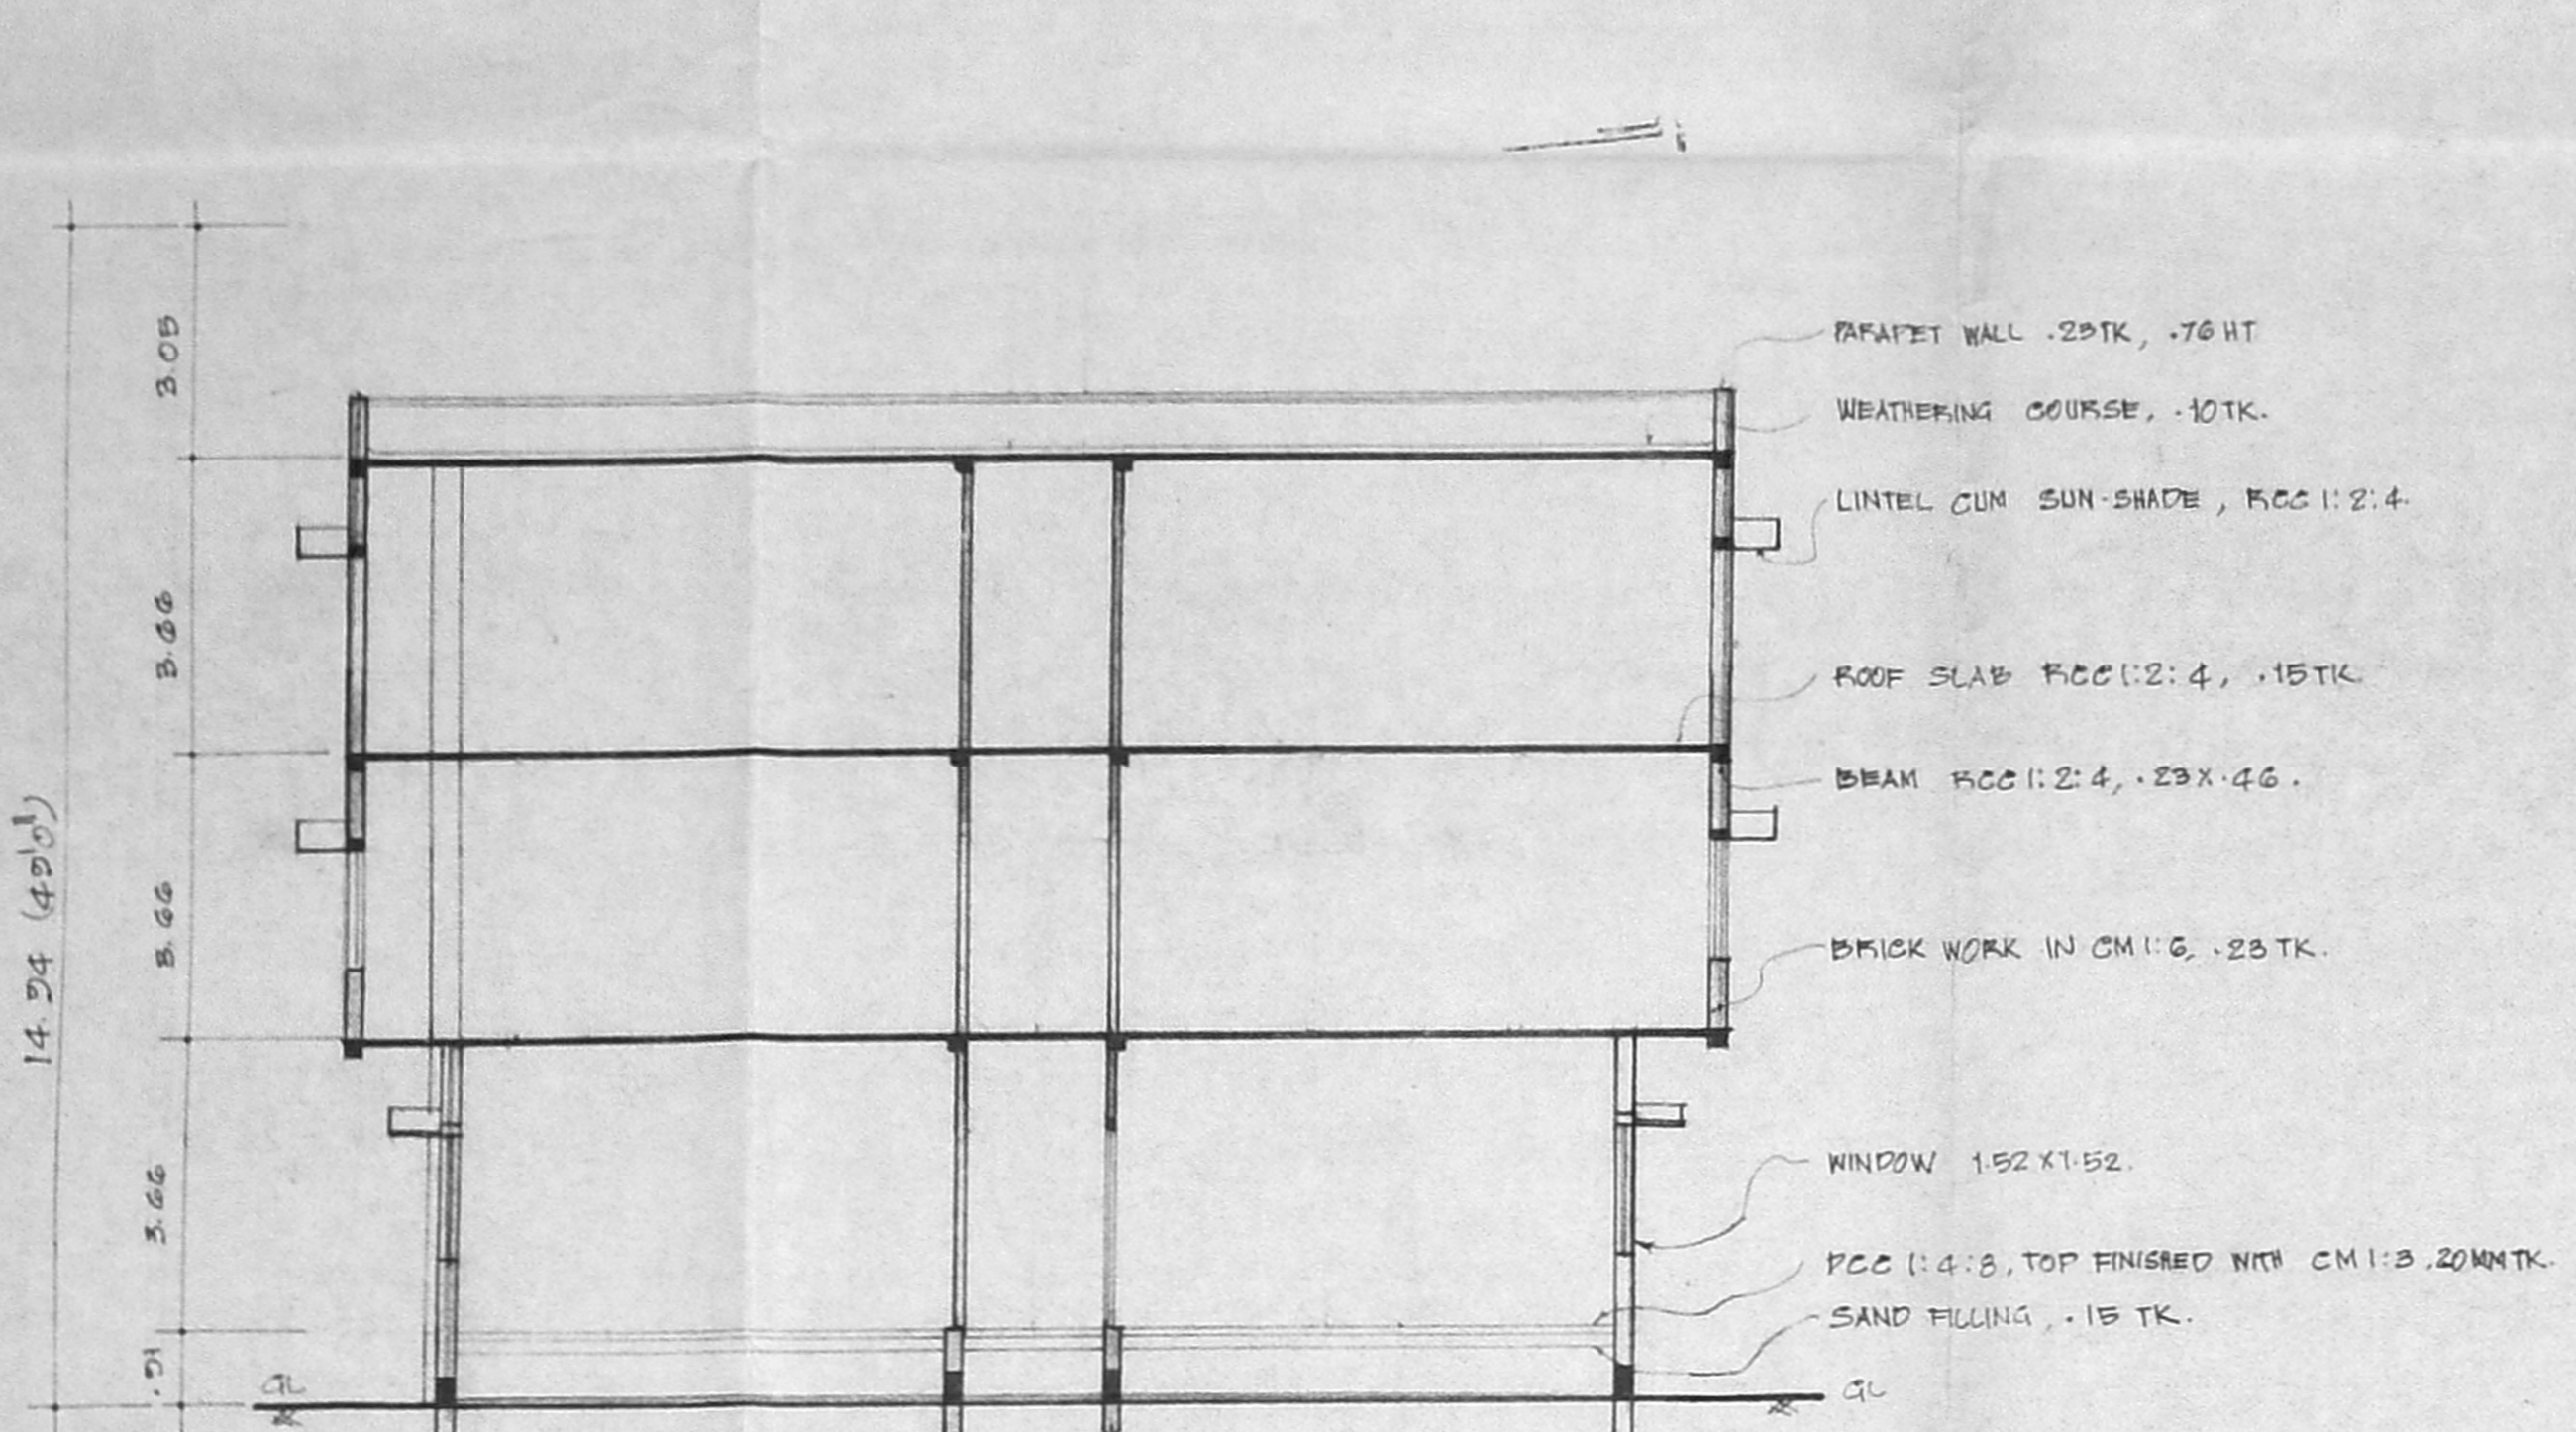 3.05
PARAPET WALL .23TK, .76 HT
WEATHERING COURSE, .10TK.
LINTEL CUM SUN-SHADE, RCC 1:2:4.
3.66
ROOF SLAB RCC 1:2:4, .15TK.
BEAM RCC 1:2:4, .23X.46.
14.94 (49'0")
3.66
BRICK WORK IN CM 1:6, .23 TK.
3.66
WINDOW 1.52X1.52.
PCC 1:4:8, TOP FINISHED WITH CM 1:3, 20MM TK.
SAND FILLING, .15 TK.
.91
GL
GL